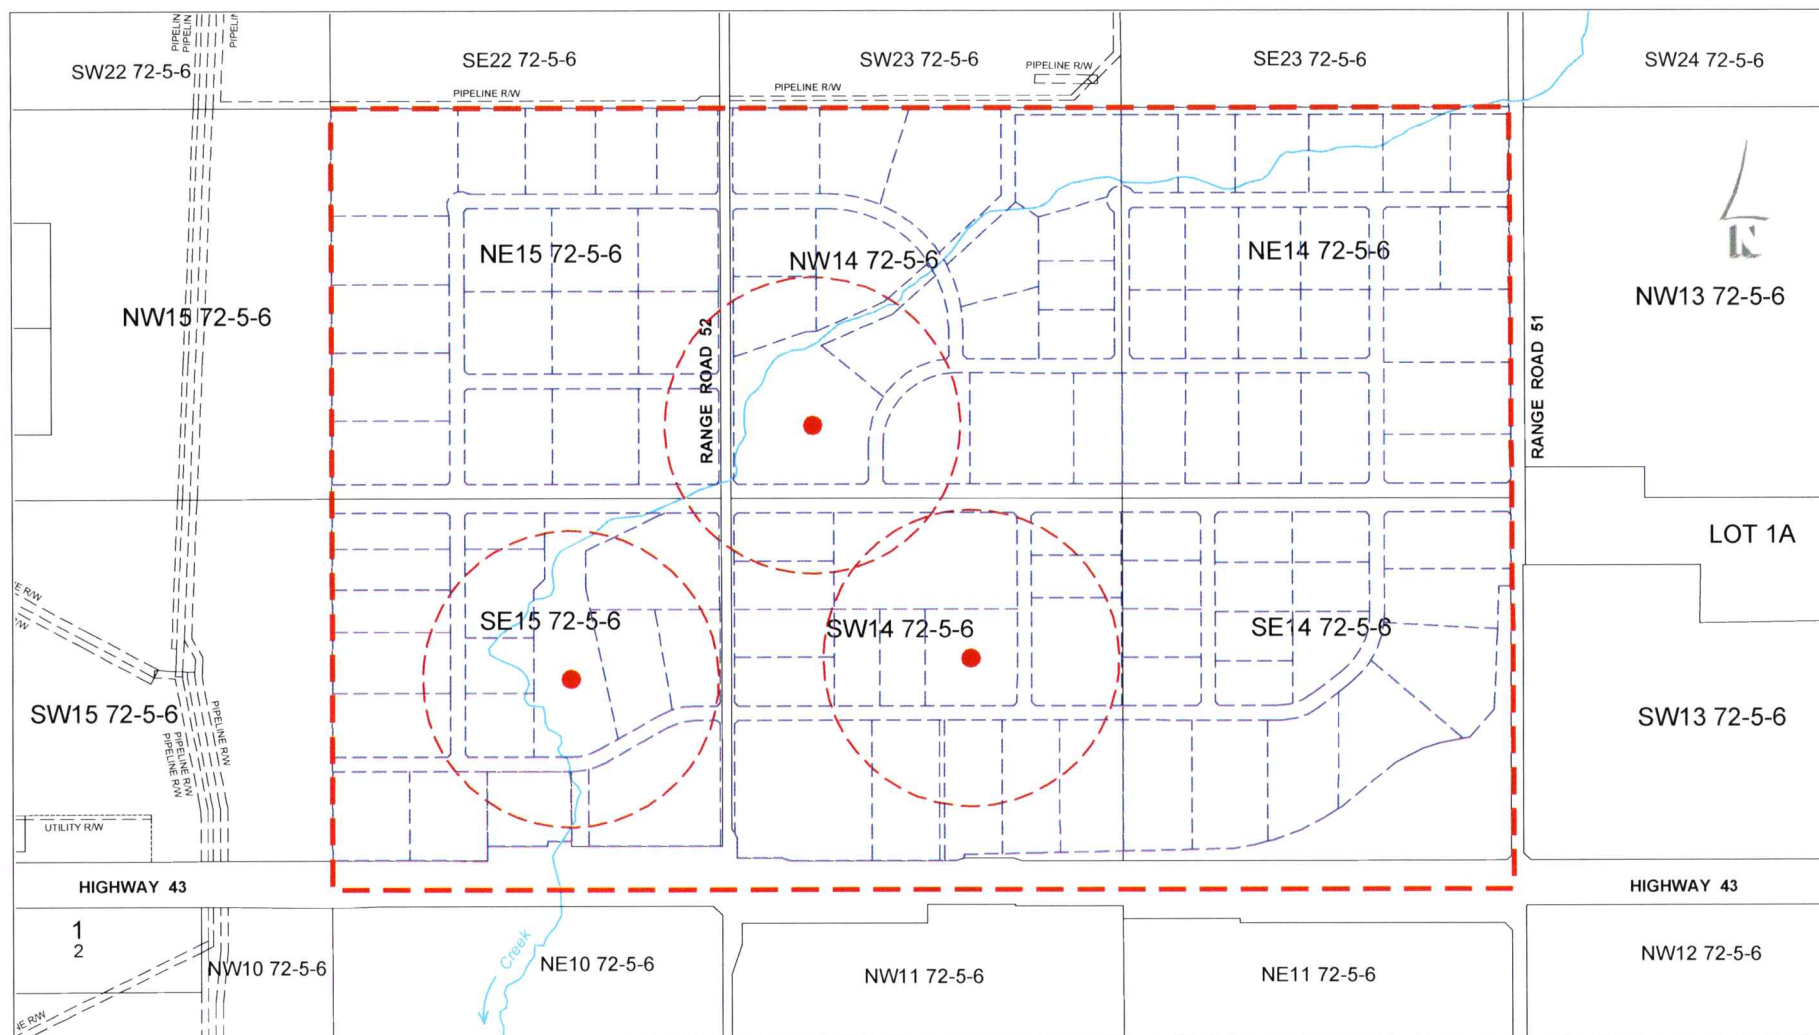 PIPELIN
PIPELIN
PIPELIN
SW22 72-5-6
SE22 72-5-6
SW23 72-5-6
SE23 72-5-6
SW24 72-5-6
PIPELINE R/W
PIPELINE R/W
PIPELINE R/W
N
NE15 72-5-6
NW14 72-5-6
NE14 72-5-6
NW15 72-5-6
NW13 72-5-6
RANGE ROAD 52
RANGE ROAD 51
LOT 1A
NE R/W
/W
SE15 72-5-6
SW14 72-5-6
SE14 72-5-6
SW15 72-5-6
SW13 72-5-6
PIPELINE R/W
PIPELINE R/W
PIPELINE R/W
UTILITY R/W
HIGHWAY 43
HIGHWAY 43
1
2
Creek
NW10 72-5-6
NE10 72-5-6
NW11 72-5-6
NE11 72-5-6
NW12 72-5-6
NE R/W